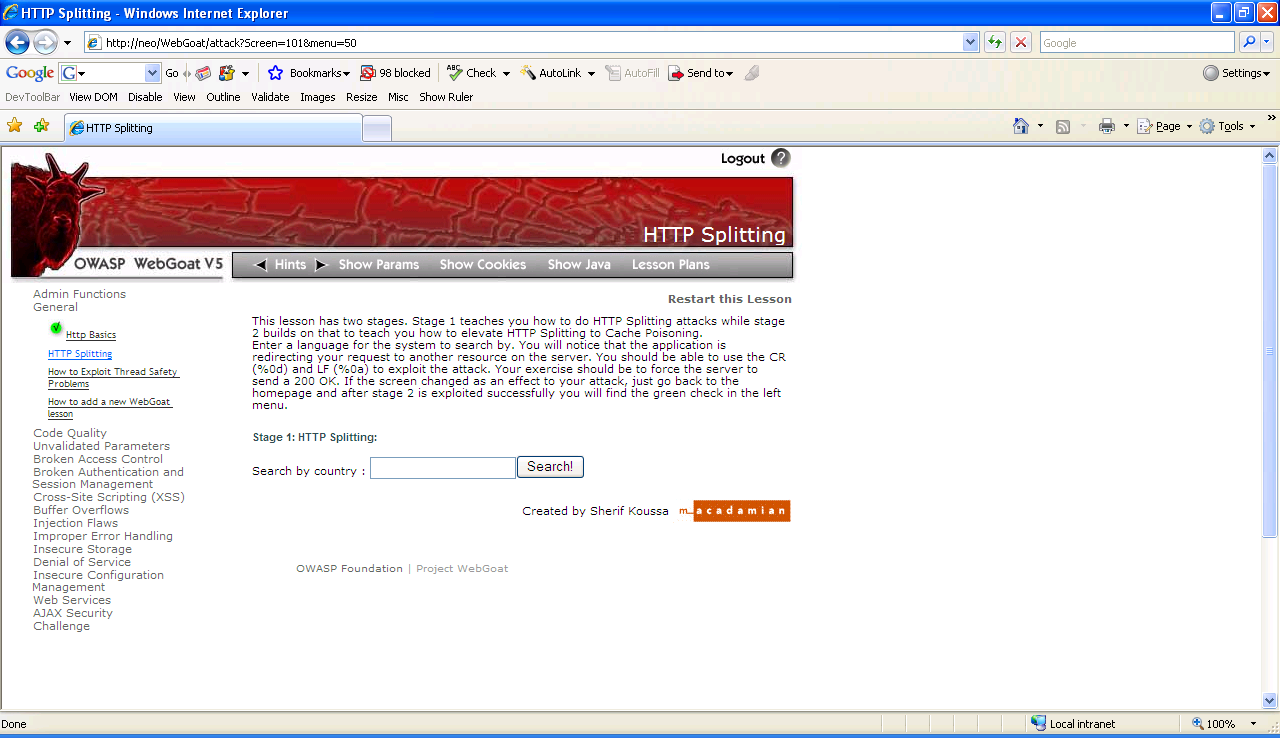 HTTP Splitting - Windows Internet Explorer
http://neo/WebGoat/attack?Screen=101&menu=50
Google
Google G Go Bookmarks 98 blocked ABC Check AutoLink AutoFill Send to Settings
DevToolBar View DOM Disable View Outline Validate Images Resize Misc Show Ruler
HTTP Splitting
Page Tools
Logout ?
HTTP Splitting
OWASP WebGoat V5
Hints Show Params Show Cookies Show Java Lesson Plans
Admin Functions
General
Http Basics
HTTP Splitting
How to Exploit Thread Safety
Problems
How to add a new WebGoat
lesson
Code Quality
Unvalidated Parameters
Broken Access Control
Broken Authentication and
Session Management
Cross-Site Scripting (XSS)
Buffer Overflows
Injection Flaws
Improper Error Handling
Insecure Storage
Denial of Service
Insecure Configuration
Management
Web Services
AJAX Security
Challenge
Restart this Lesson
This lesson has two stages. Stage 1 teaches you how to do HTTP Splitting attacks while stage
2 builds on that to teach you how to elevate HTTP Splitting to Cache Poisoning.
Enter a language for the system to search by. You will notice that the application is
redirecting your request to another resource on the server. You should be able to use the CR
(%0d) and LF (%0a) to exploit the attack. Your exercise should be to force the server to
send a 200 OK. If the screen changed as an effect to your attack, just go back to the
homepage and after stage 2 is exploited successfully you will find the green check in the left
menu.
Stage 1: HTTP Splitting:
Search by country : Search!
Created by Sherif Koussa m_acadamian
OWASP Foundation | Project WebGoat
Done
Local intranet
100%